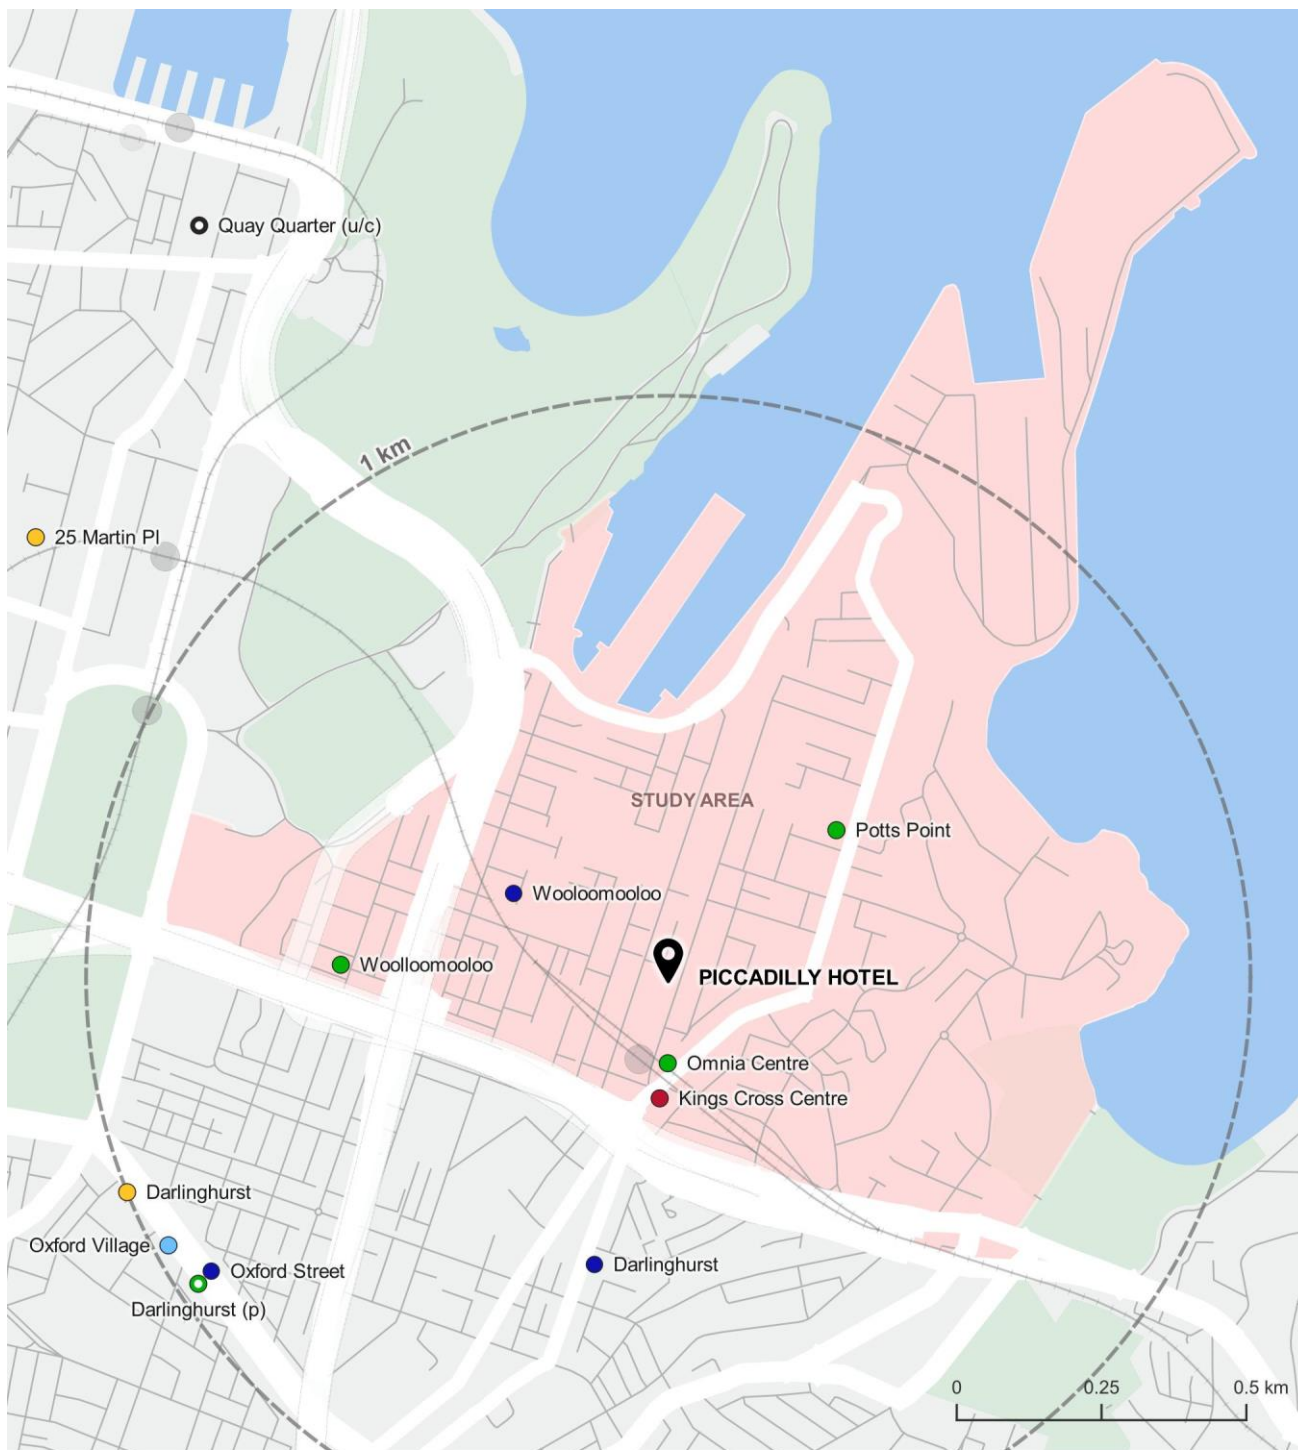 Quay Quarter (u/c)
1 km
25 Martin Pl
STUDY AREA
Potts Point
Wooloomooloo
Woolloomooloo
PICCADILLY HOTEL
Omnia Centre
Kings Cross Centre
Darlinghurst
Oxford Village
Oxford Street
Darlinghurst
Darlinghurst (p)
0 0.25 0.5 km